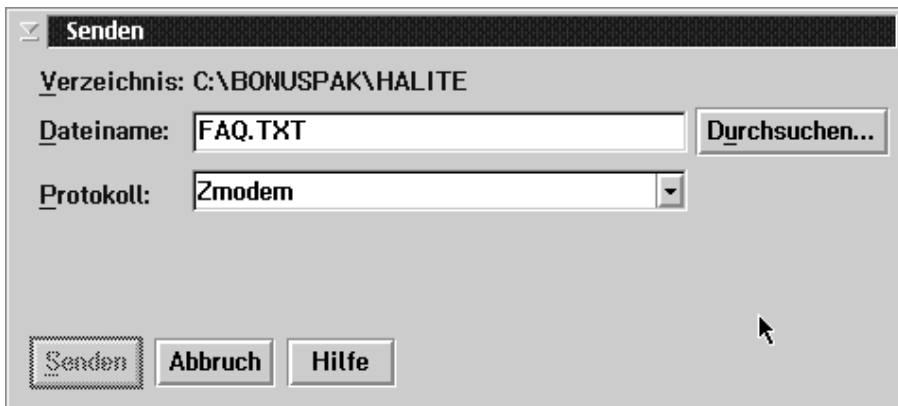 Senden
Verzeichnis: C:\BONUSPAK\HALITE
Dateiname: FAQ.TXT Durchsuchen...
Protokoll: Zmodem
Senden Abbruch Hilfe